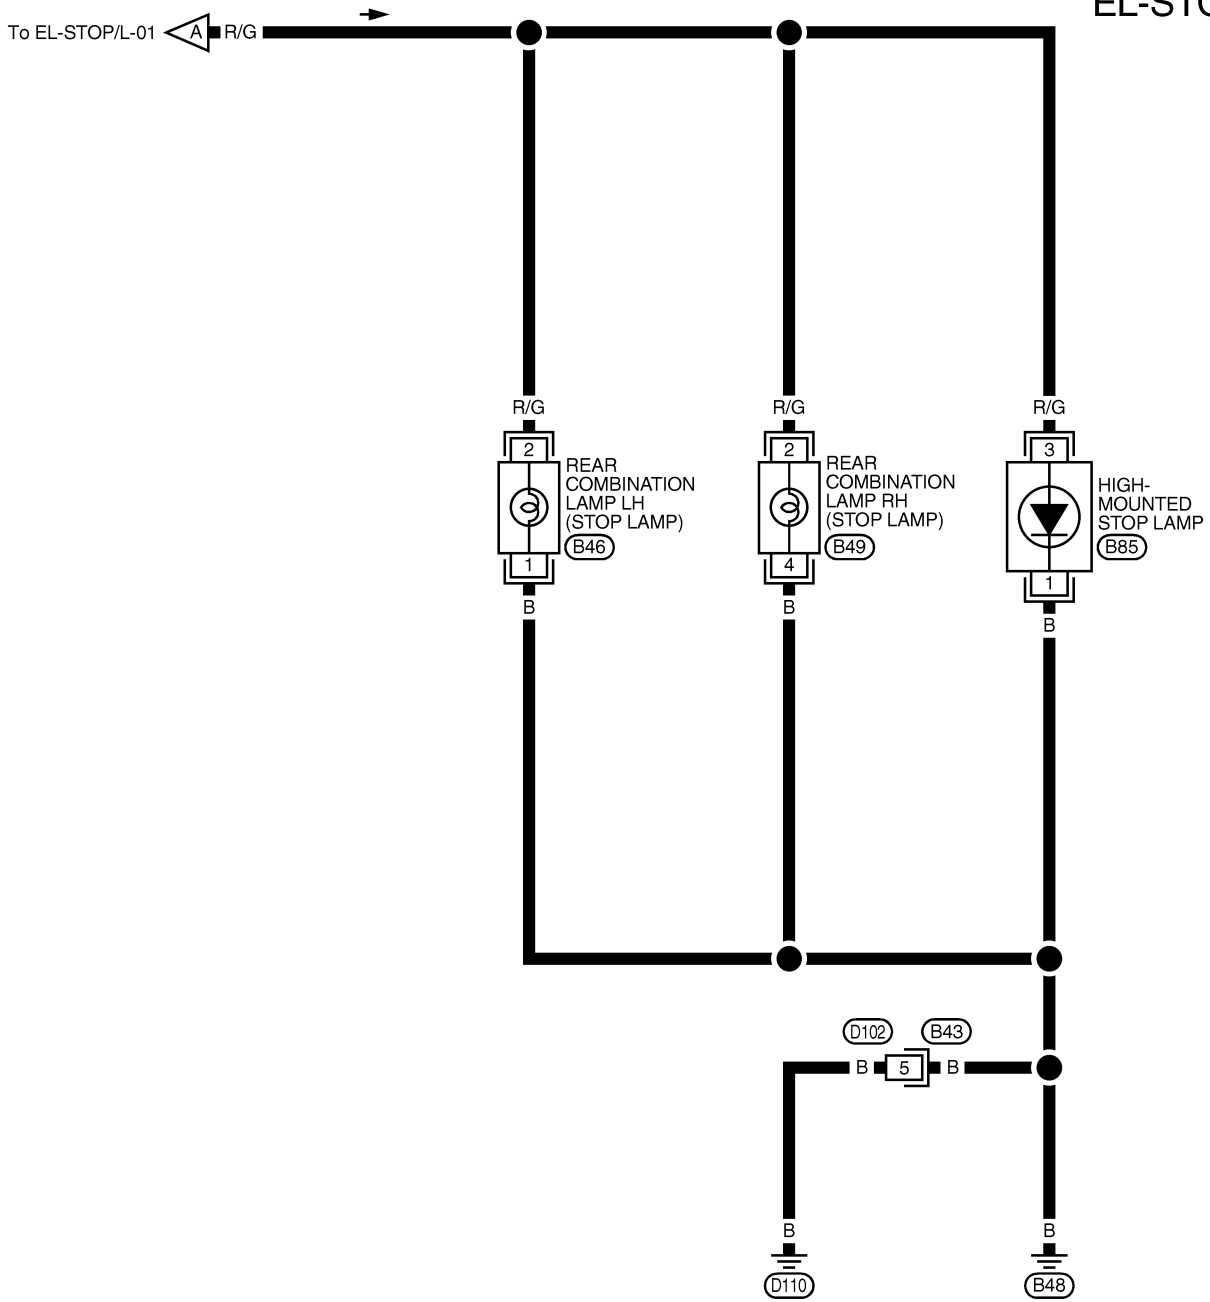 EL-STO
To EL-STOP/L-01
A
R/G
R/G
R/G
R/G
2
2
3
REAR
COMBINATION
LAMP LH
(STOP LAMP)
B46
REAR
COMBINATION
LAMP RH
(STOP LAMP)
B49
HIGH-
MOUNTED
STOP LAMP
B85
1
4
1
B
B
B
D102
B43
B
5
B
B
B
D110
B48